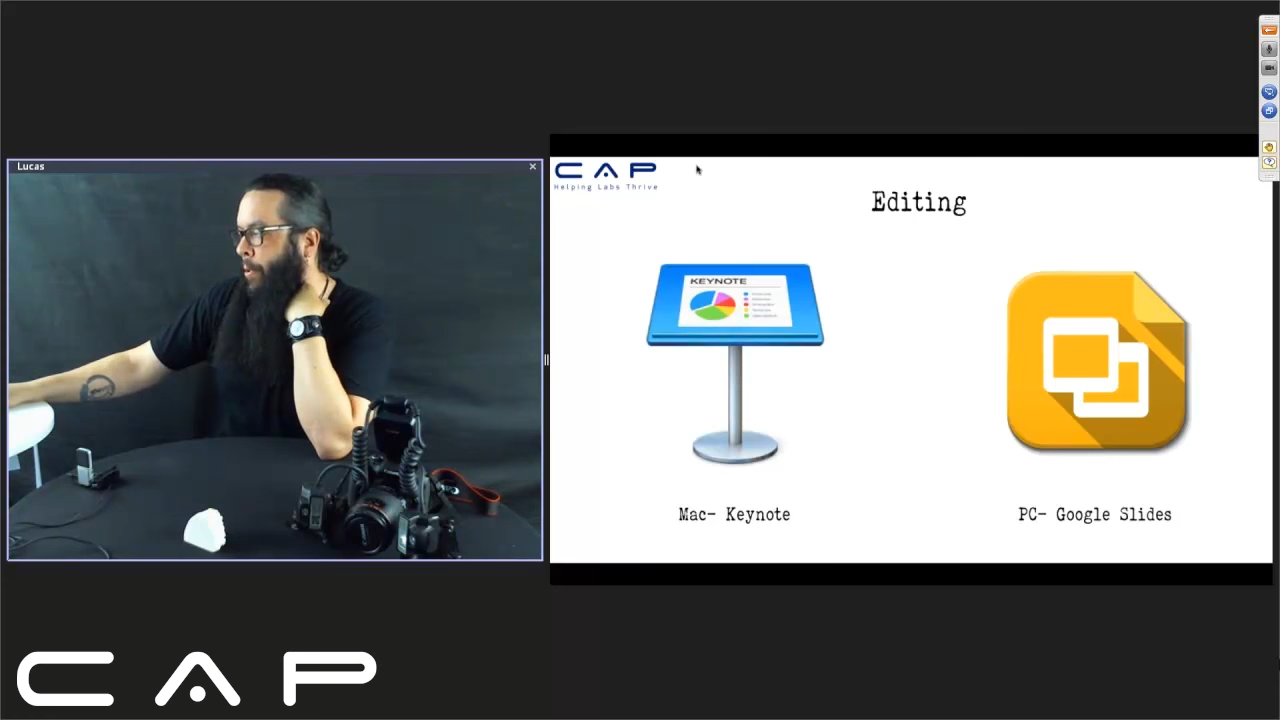 Lucas
CAP
Helping Labs Thrive
Editing
KEYNOTE
Mac- Keynote
PC- Google Slides
CAP